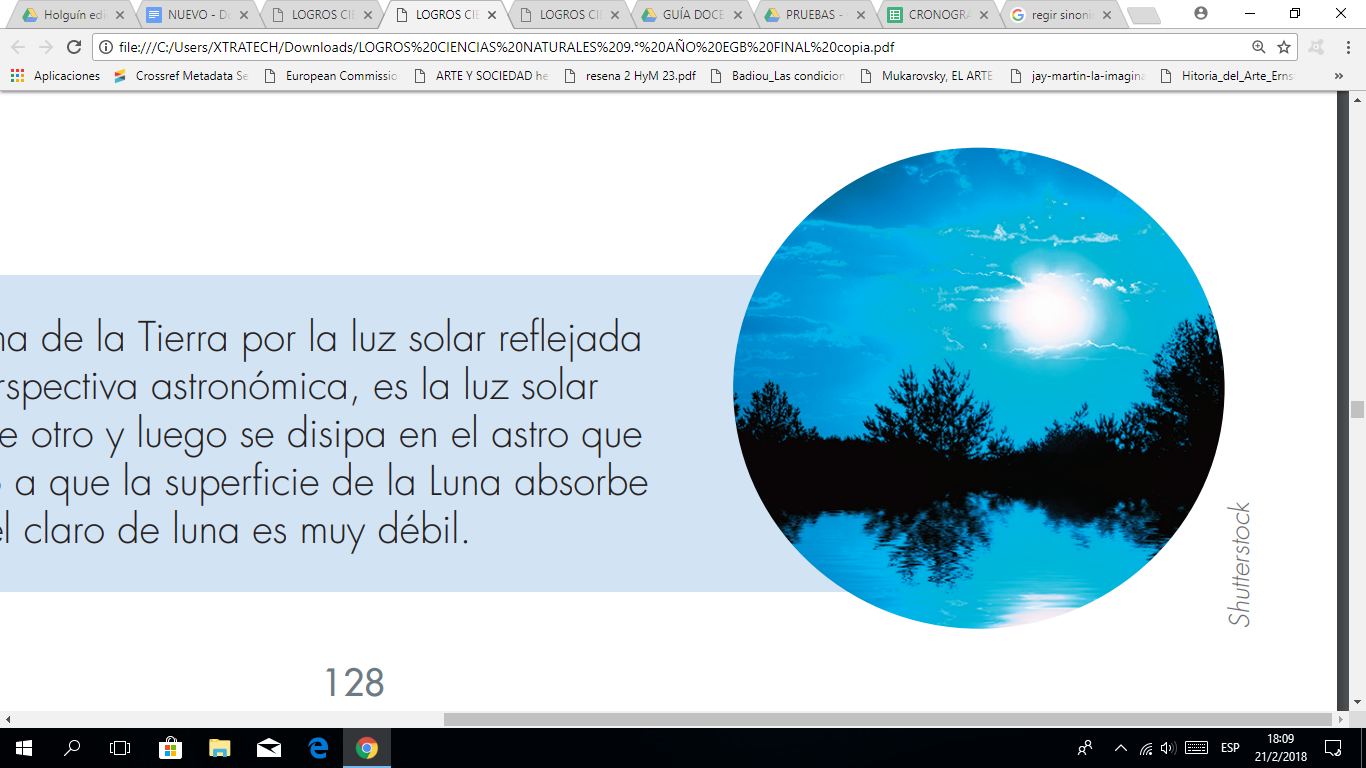 Holguín edi
NUEVO - Do
LOGROS CIE
LOGROS CIE
LOGROS CIE
GUÍA DOCE
PRUEBAS -
CRONOGRA
regir sinoni
file:///C:/Users/XTRATECH/Downloads/LOGROS%20CIENCIAS%20NATURALES%209.°%20AÑO%20EGB%20FINAL%20copia.pdf
Aplicaciones
Crossref Metadata Se
European Commissio
ARTE Y SOCIEDAD he
resena 2 HyM 23.pdf
Badiou_Las condicion
Mukarovsky, EL ARTE
jay-martin-la-imagina
Hitoria_del_Arte_Erns
»
na de la Tierra por la luz solar reflejada
rspectiva astronómica, es la luz solar
e otro y luego se disipa en el astro que
o a que la superficie de la Luna absorbe
el claro de luna es muy débil.
Shutterstock
128
ESP
18:09
21/2/2018